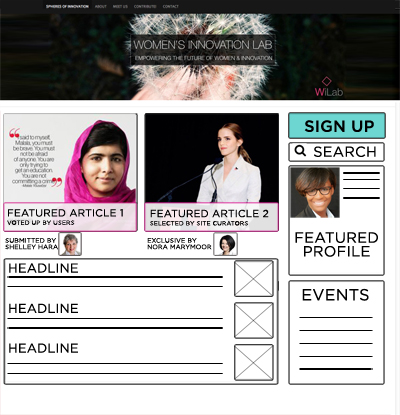 SPHERES OF INNOVATION ABOUT MEET US CONTRIBUTE CONTACT
WOMEN'S INNOVATION LAB
EMPOWERING THE FUTURE OF WOMEN & INNOVATION
WiLab
said to myself,
Malala, you must
be brave. You must
not be afraid
of anyone. You are
only trying to
get an education.
You are not
committing a crime.
FEATURED ARTICLE 1
VOTED UP BY USERS
SUBMITTED BY
SHELLEY HARA
FEATURED ARTICLE 2
SELECTED BY SITE CURATORS
EXCLUSIVE BY
NORA MARYMOOR
SIGN UP
SEARCH
FEATURED
PROFILE
EVENTS
HEADLINE
HEADLINE
HEADLINE